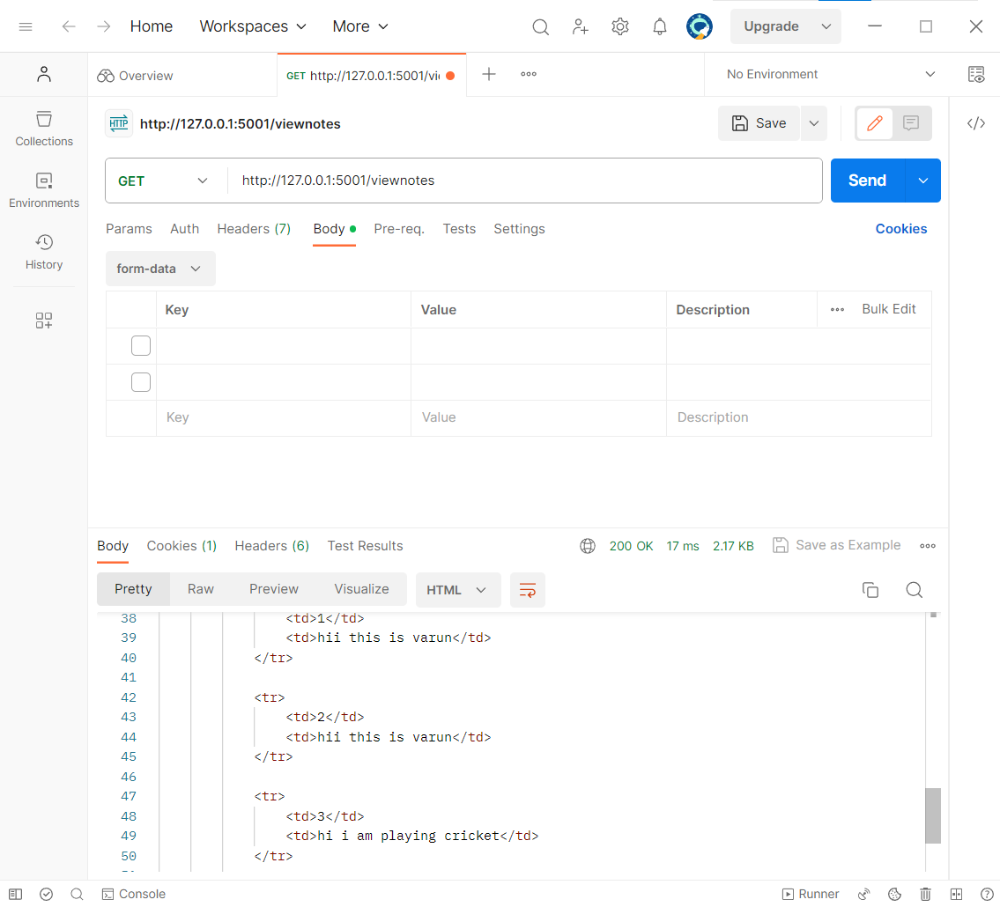 Home Workspaces More Upgrade
Overview GET http://127.0.0.1:5001/vi No Environment
HTTP http://127.0.0.1:5001/viewnotes Save
Collections
GET http://127.0.0.1:5001/viewnotes Send
Environments
Params Auth Headers (7) Body Pre-req. Tests Settings Cookies
History
form-data
Key Value Description Bulk Edit
Key Value Description
Body Cookies (1) Headers (6) Test Results 200 OK 17 ms 2.17 KB Save as Example
Pretty Raw Preview Visualize HTML
38 <td>1</td>
39 <td>hii this is varun</td>
40 </tr>
41
42 <tr>
43 <td>2</td>
44 <td>hii this is varun</td>
45 </tr>
46
47 <tr>
48 <td>3</td>
49 <td>hi i am playing cricket</td>
50 </tr>
Console Runner